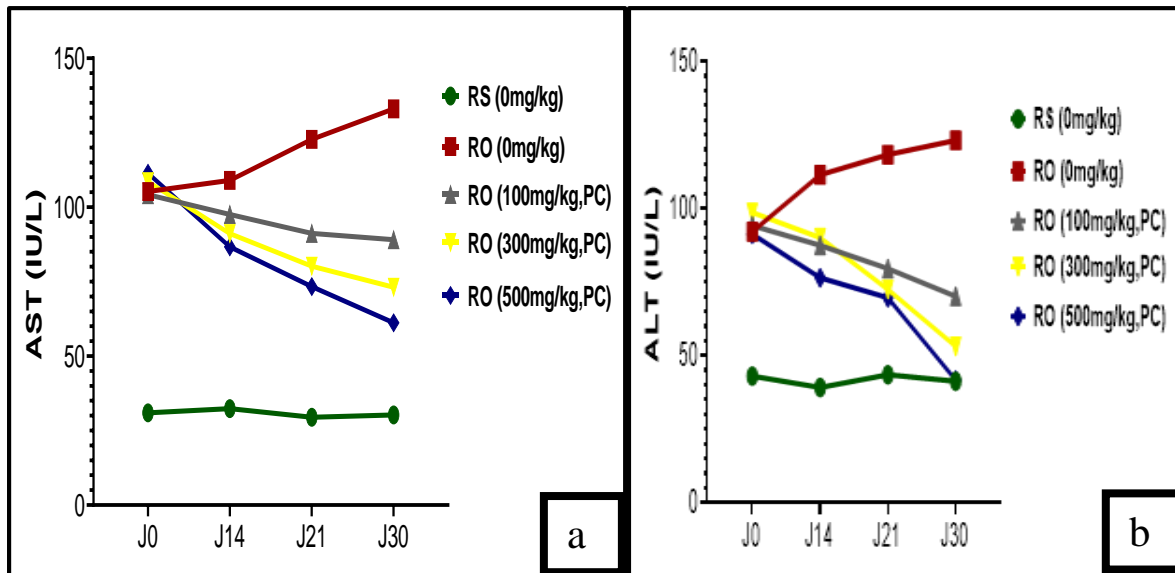 AST (IU/L)
150
100
50
0
J0 J14 J21 J30
RS (0mg/kg)
RO (0mg/kg)
RO (100mg/kg,PC)
RO (300mg/kg,PC)
RO (500mg/kg,PC)
a
ALT (IU/L)
150
100
50
0
J0 J14 J21 J30
RS (0mg/kg)
RO (0mg/kg)
RO (100mg/kg,PC)
RO (300mg/kg,PC)
RO (500mg/kg,PC)
b